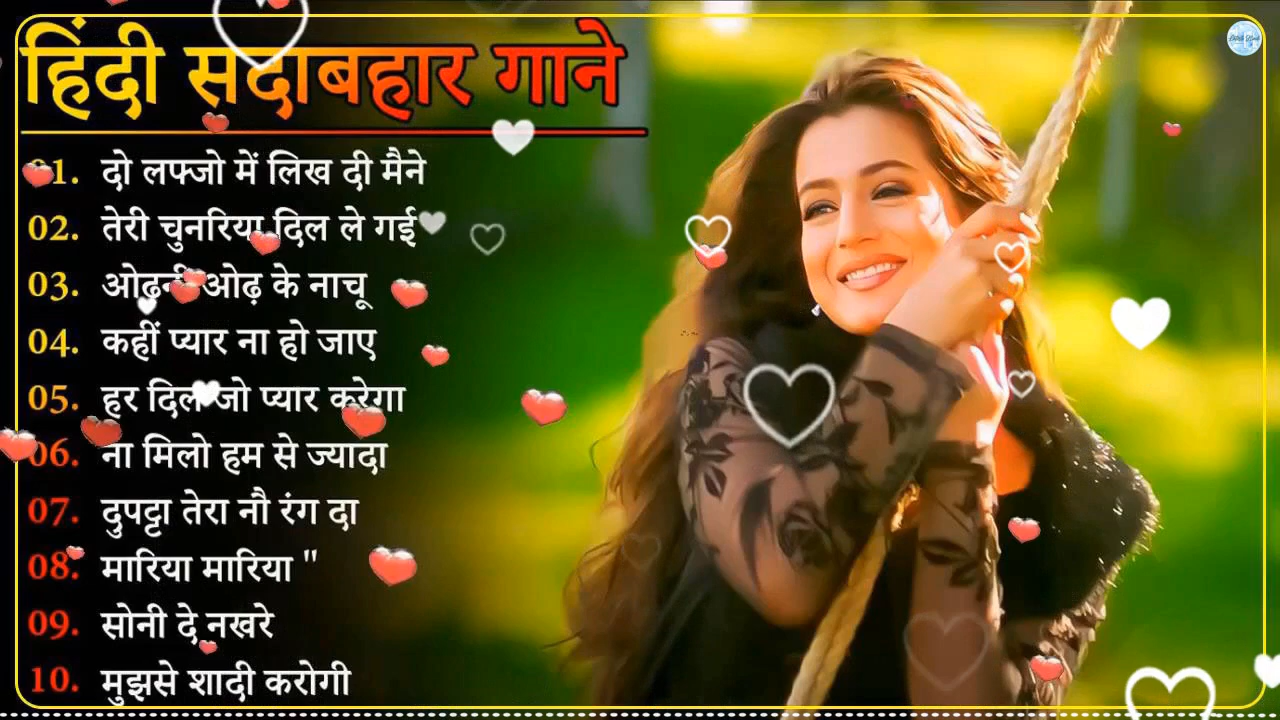 हिंदी सदाबहार गाने
01. दो लफ्जो में लिख दी मैने
02. तेरी चुनरिया दिल ले गई
03. ओढ़नी ओढ़ के नाचू
04. कहीं प्यार ना हो जाए
05. हर दिल जो प्यार करेगा
06. ना मिलो हम से ज्यादा
07. दुपट्टा तेरा नौ रंग दा
08. मारिया मारिया "
09. सोनी दे नखरे
10. मुझसे शादी करोगी